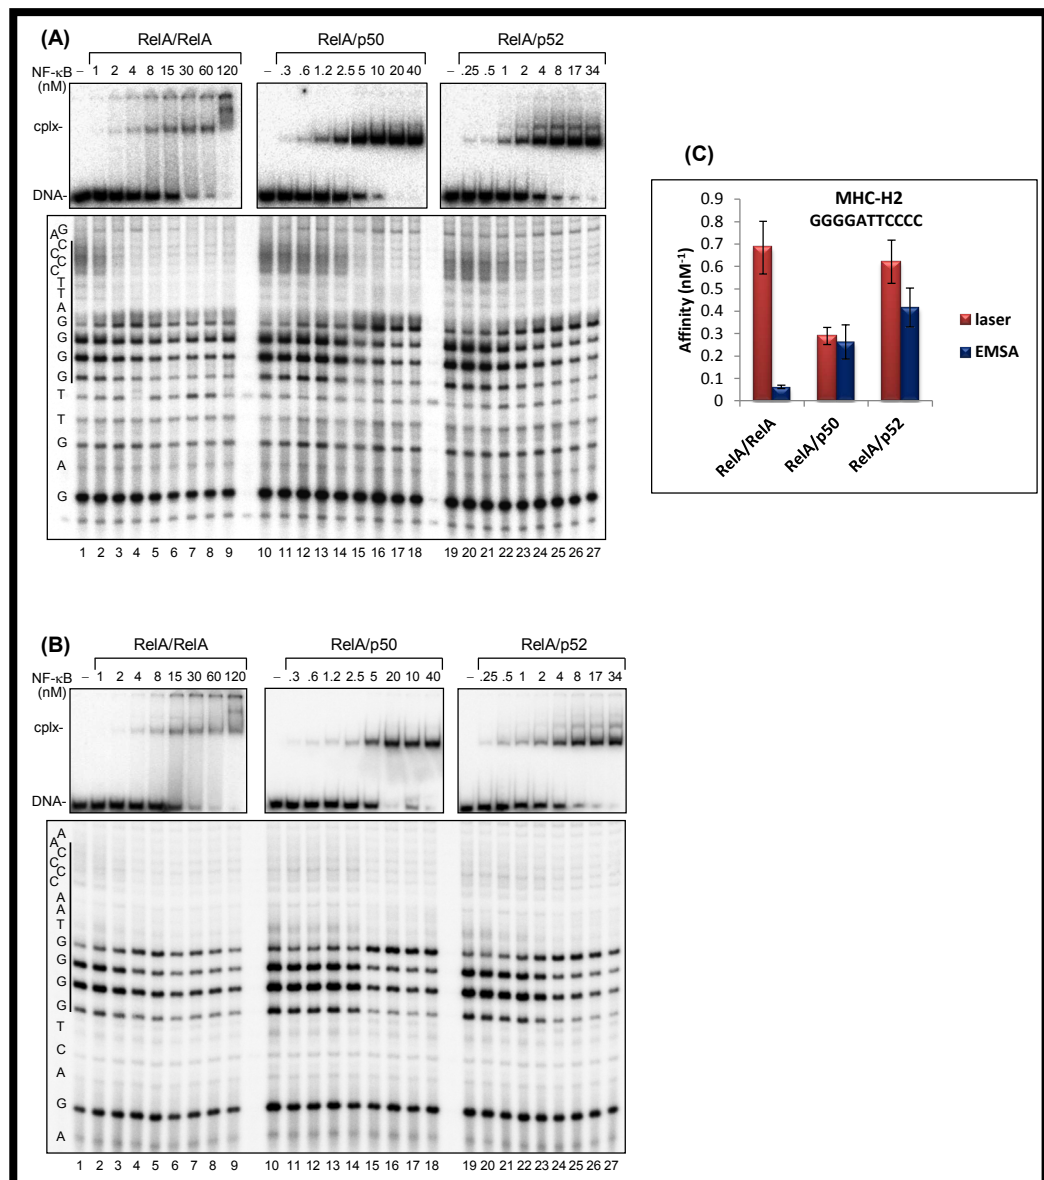 (A)
RelA/RelA RelA/p50 RelA/p52
NF-κB – 1 2 4 8 15 30 60 120 – .3 .6 1.2 2.5 5 10 20 40 – .25 .5 1 2 4 8 17 34
(nM)
cplx-
DNA-
G
A
C
C
C
C
T
T
A
G
G
G
G
T
T
G
A
G
1 2 3 4 5 6 7 8 9 10 11 12 13 14 15 16 17 18 19 20 21 22 23 24 25 26 27
(C)
MHC-H2
GGGGATTCCCC
Affinity (nM⁻¹)
0.9
0.8
0.7
0.6
0.5
0.4
0.3
0.2
0.1
0
RelA/RelA RelA/p50 RelA/p52
laser
EMSA
(B)
RelA/RelA RelA/p50 RelA/p52
NF-κB – 1 2 4 8 15 30 60 120 – .3 .6 1.2 2.5 5 20 10 40 – .25 .5 1 2 4 8 17 34
(nM)
cplx-
DNA-
A
A
C
C
C
C
A
A
T
G
G
G
G
T
C
A
G
A
1 2 3 4 5 6 7 8 9 10 11 12 13 14 15 16 17 18 19 20 21 22 23 24 25 26 27